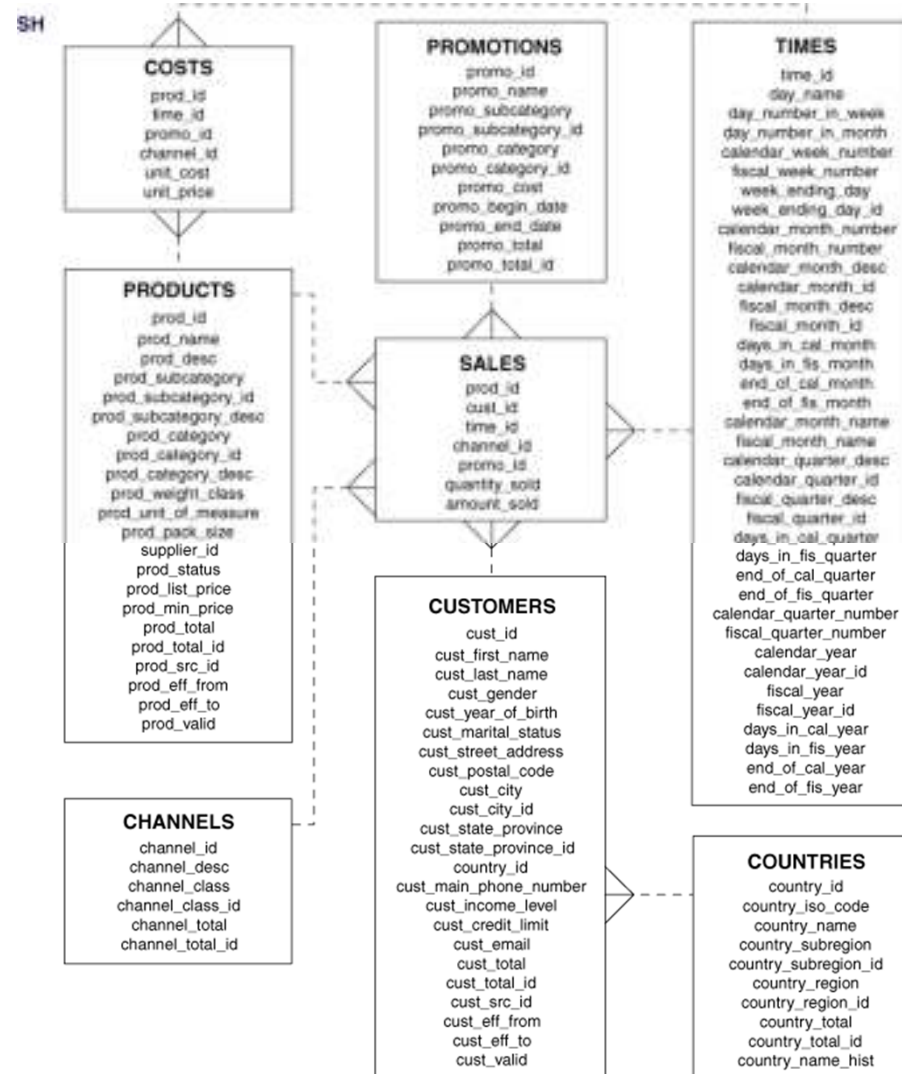 SH
COSTS
prod_id
time_id
promo_id
channel_id
unit_cost
unit_price
PRODUCTS
prod_id
prod_name
prod_desc
prod_subcategory
prod_subcategory_id
prod_subcategory_desc
prod_category
prod_category_id
prod_category_desc
prod_weight_class
prod_unit_of_measure
prod_pack_size
supplier_id
prod_status
prod_list_price
prod_min_price
prod_total
prod_total_id
prod_src_id
prod_eff_from
prod_eff_to
prod_valid
CHANNELS
channel_id
channel_desc
channel_class
channel_class_id
channel_total
channel_total_id
PROMOTIONS
promo_id
promo_name
promo_subcategory
promo_subcategory_id
promo_category
promo_category_id
promo_cost
promo_begin_date
promo_end_date
promo_total
promo_total_id
SALES
prod_id
cust_id
time_id
channel_id
promo_id
quantity_sold
amount_sold
CUSTOMERS
cust_id
cust_first_name
cust_last_name
cust_gender
cust_year_of_birth
cust_marital_status
cust_street_address
cust_postal_code
cust_city
cust_city_id
cust_state_province
cust_state_province_id
country_id
cust_main_phone_number
cust_income_level
cust_credit_limit
cust_email
cust_total
cust_total_id
cust_src_id
cust_eff_from
cust_eff_to
cust_valid
TIMES
time_id
day_name
day_number_in_week
day_number_in_month
calendar_week_number
fiscal_week_number
week_ending_day
week_ending_day_id
calendar_month_number
fiscal_month_number
calendar_month_desc
calendar_month_id
fiscal_month_desc
fiscal_month_id
days_in_cal_month
days_in_fis_month
end_of_cal_month
end_of_fis_month
calendar_month_name
fiscal_month_name
calendar_quarter_desc
calendar_quarter_id
fiscal_quarter_desc
fiscal_quarter_id
days_in_cal_quarter
days_in_fis_quarter
end_of_cal_quarter
end_of_fis_quarter
calendar_quarter_number
fiscal_quarter_number
calendar_year
calendar_year_id
fiscal_year
fiscal_year_id
days_in_cal_year
days_in_fis_year
end_of_cal_year
end_of_fis_year
COUNTRIES
country_id
country_iso_code
country_name
country_subregion
country_subregion_id
country_region
country_region_id
country_total
country_total_id
country_name_hist